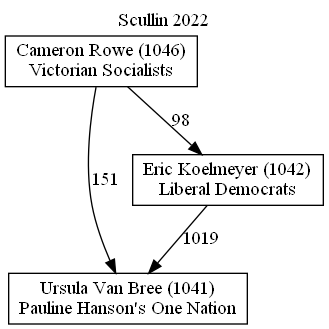 Scullin 2022
Cameron Rowe (1046)
Victorian Socialists
98
Eric Koelmeyer (1042)
Liberal Democrats
151
1019
Ursula Van Bree (1041)
Pauline Hanson's One Nation